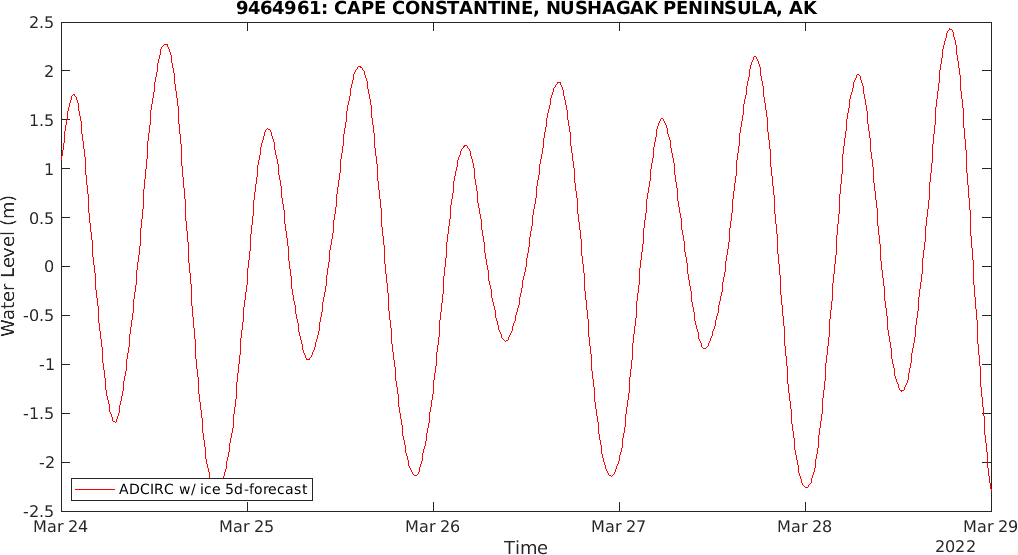 9464961: CAPE CONSTANTINE, NUSHAGAK PENINSULA, AK
2.5
2
1.5
1
0.5
0
-0.5
-1
-1.5
-2
-2.5
Water Level (m)
ADCIRC w/ ice 5d-forecast
Mar 24 Mar 25 Mar 26 Mar 27 Mar 28 Mar 29
Time
2022